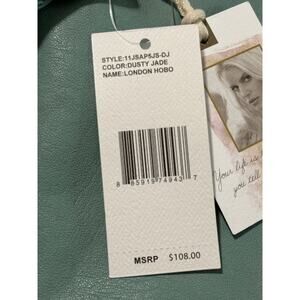 STYLE:11JSAP5JS-DJ
COLOR:DUSTY JADE
NAME:LONDON HOBO
8 85919 74943 7
MSRP $108.00
Your life is
you tell